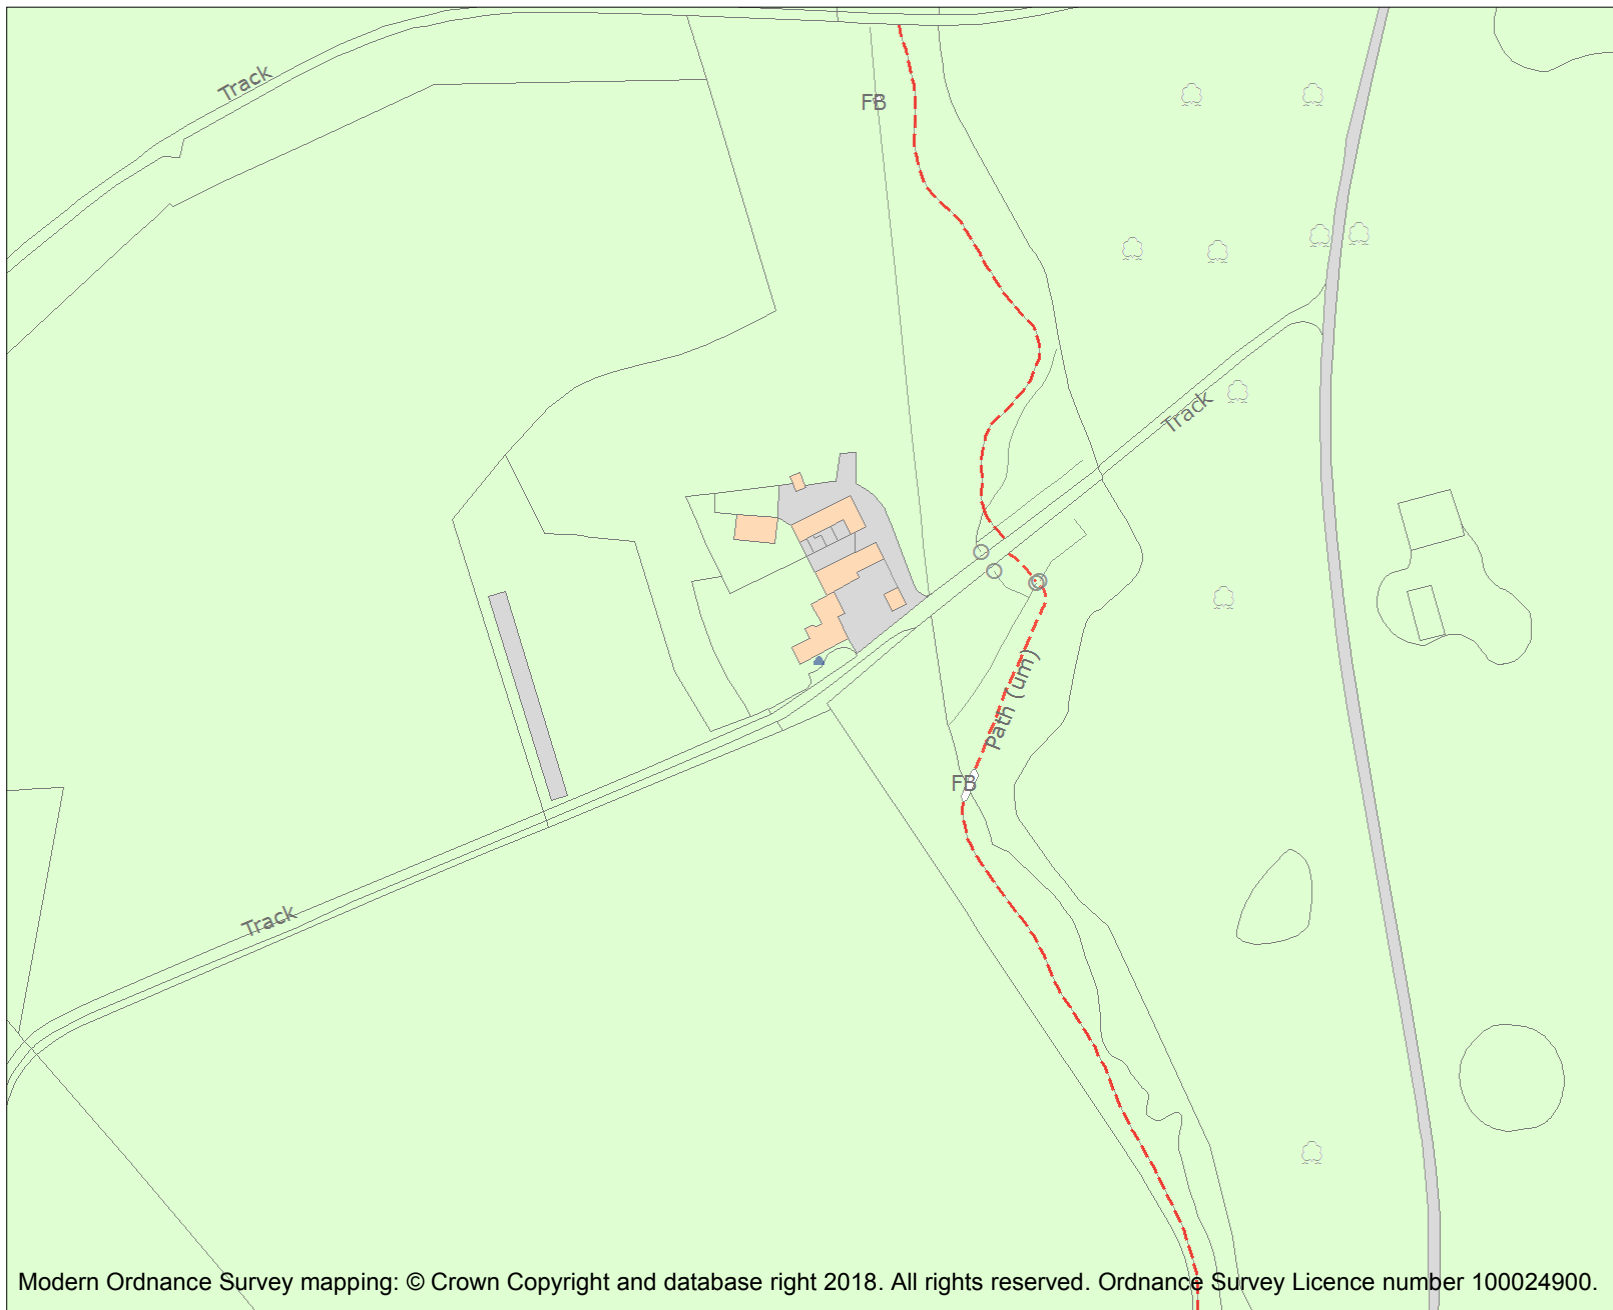 Track
FB
Track
Path (um)
FB
Track
Modern Ordnance Survey mapping: © Crown Copyright and database right 2018. All rights reserved. Ordnance Survey Licence number 100024900.